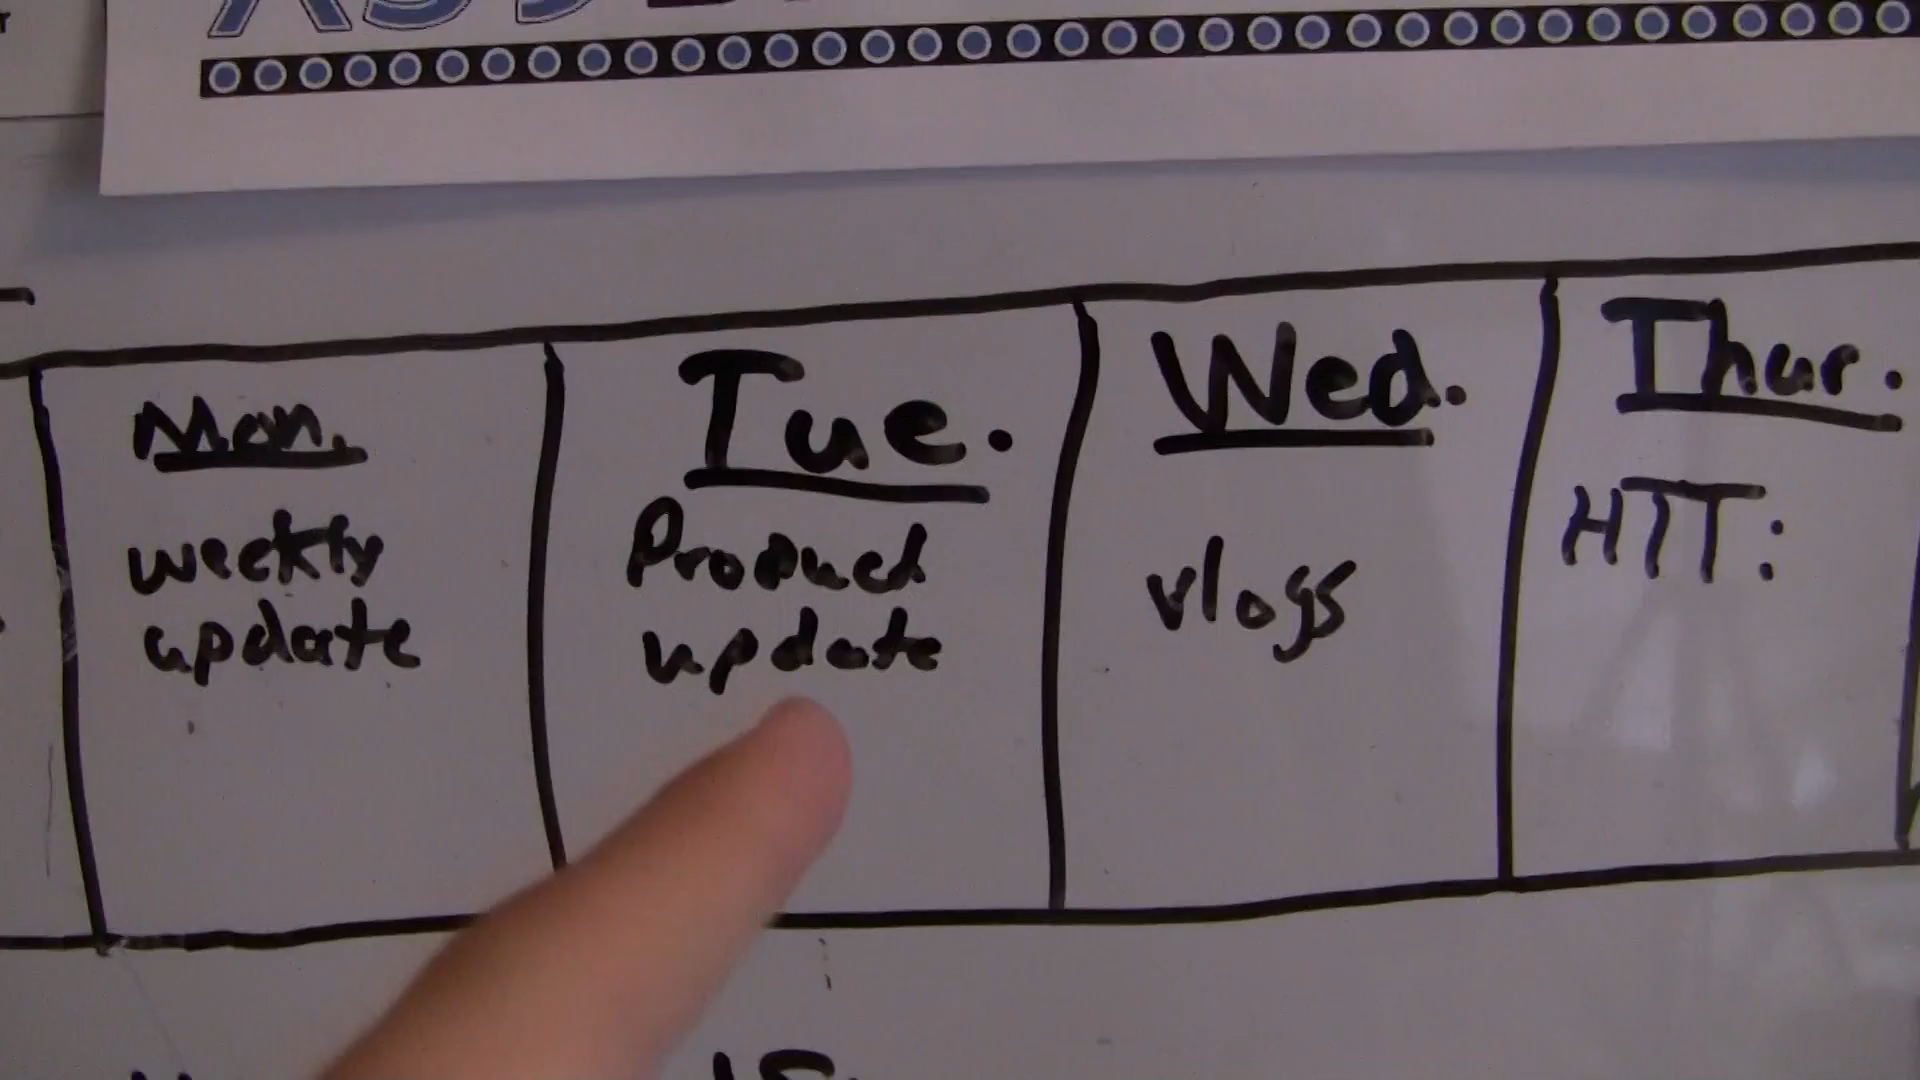 Mon.
weekly
update
Tue.
Product
update
Wed.
vlogs
Thur.
HTT: